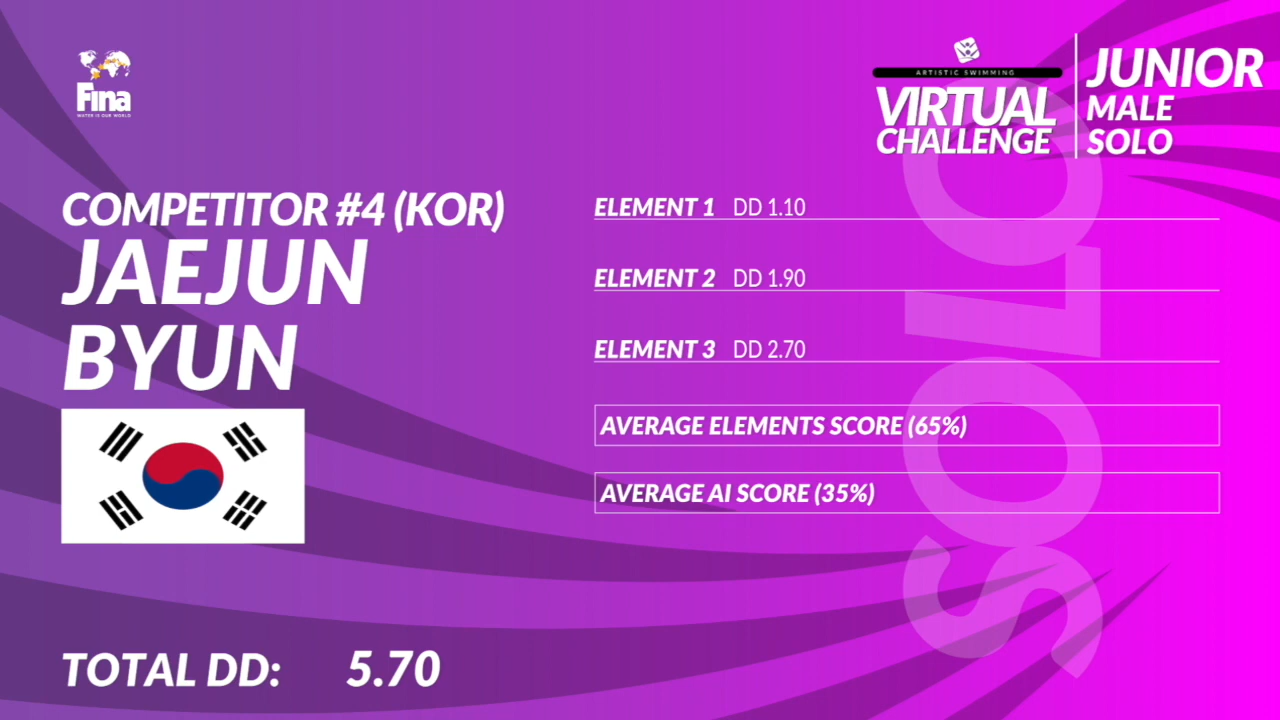 FINA
WATER IS OUR WORLD
ARTISTIC SWIMMING
VIRTUAL
CHALLENGE
JUNIOR
MALE
SOLO
COMPETITOR #4 (KOR)
JAEJUN
BYUN
ELEMENT 1 DD 1.10
ELEMENT 2 DD 1.90
ELEMENT 3 DD 2.70
AVERAGE ELEMENTS SCORE (65%)
AVERAGE AI SCORE (35%)
SOLO
TOTAL DD: 5.70